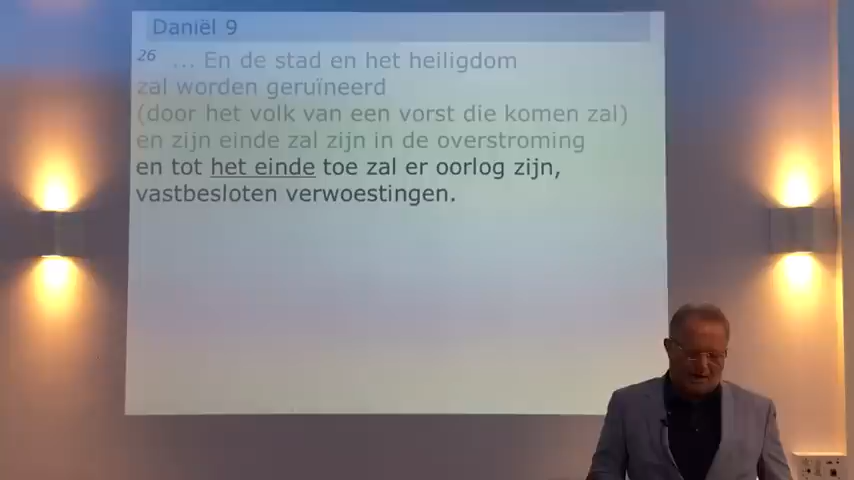 Daniël 9
26 ... En de stad en het heiligdom
zal worden geruïneerd
(door het volk van een vorst die komen zal)
en zijn einde zal zijn in de overstroming
en tot het einde toe zal er oorlog zijn,
vastbesloten verwoestingen.